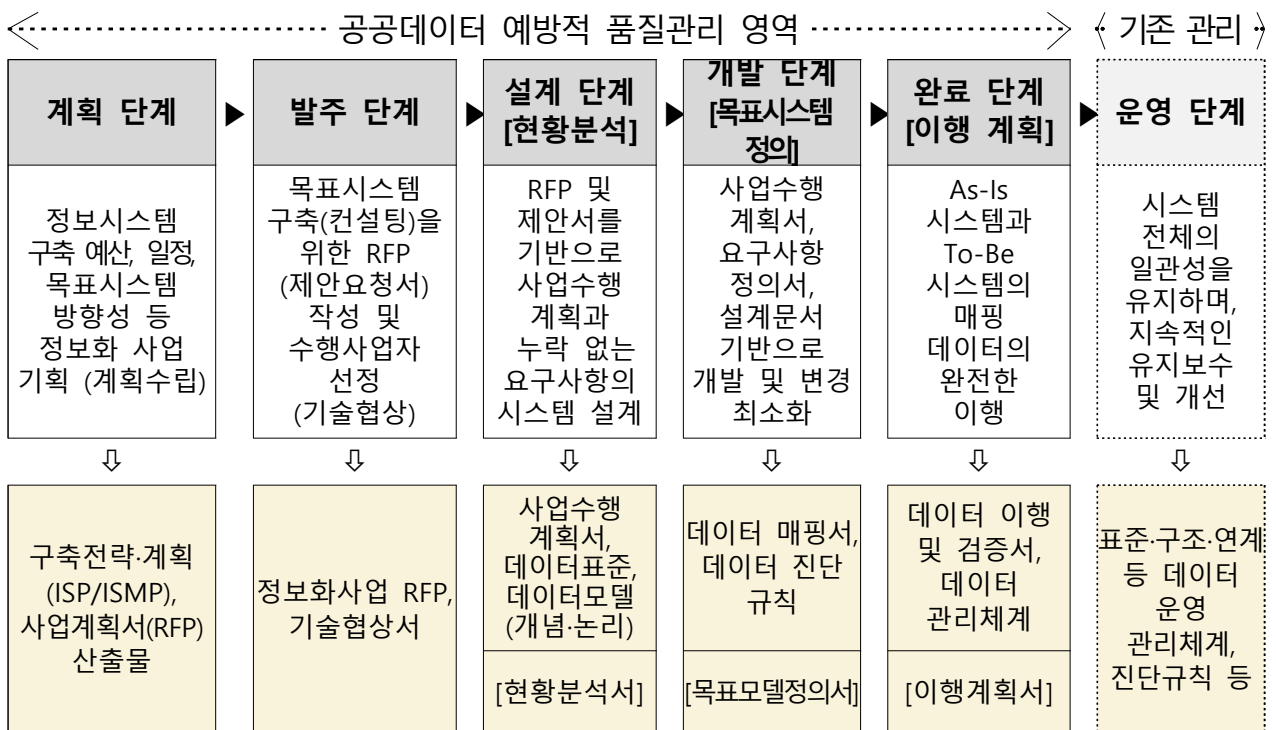 공공데이터 예방적 품질관리 영역
기존 관리
계획 단계
발주 단계
설계 단계
[현황분석]
개발 단계
[목표시스템
정의]
완료 단계
[이행 계획]
운영 단계
정보시스템
구축 예산, 일정,
목표시스템
방향성 등
정보화 사업
기획 (계획수립)
목표시스템
구축(컨설팅)을
위한 RFP
(제안요청서)
작성 및
수행사업자
선정
(기술협상)
RFP 및
제안서를
기반으로
사업수행
계획과
누락 없는
요구사항의
시스템 설계
사업수행
계획서,
요구사항
정의서,
설계문서
기반으로
개발 및 변경
최소화
As-Is
시스템과
To-Be
시스템의
매핑
데이터의
완전한
이행
시스템
전체의
일관성을
유지하며,
지속적인
유지보수
및 개선
구축전략·계획
(ISP/ISMP),
사업계획서(RFP)
산출물
정보화사업 RFP,
기술협상서
사업수행
계획서,
데이터표준,
데이터모델
(개념·논리)
[현황분석서]
데이터 매핑서,
데이터 진단
규칙
[목표모델정의서]
데이터 이행
및 검증서,
데이터
관리체계
[이행계획서]
표준·구조·연계
등 데이터
운영
관리체계,
진단규칙 등